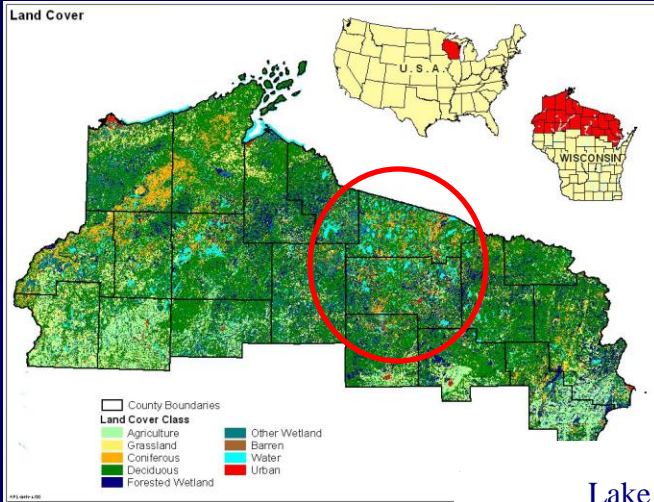 Land Cover
U.S.A.
WISCONSIN
County Boundaries
Land Cover Class
Agriculture
Grassland
Coniferous
Deciduous
Forested Wetland
Other Wetland
Barren
Water
Urban
Lake